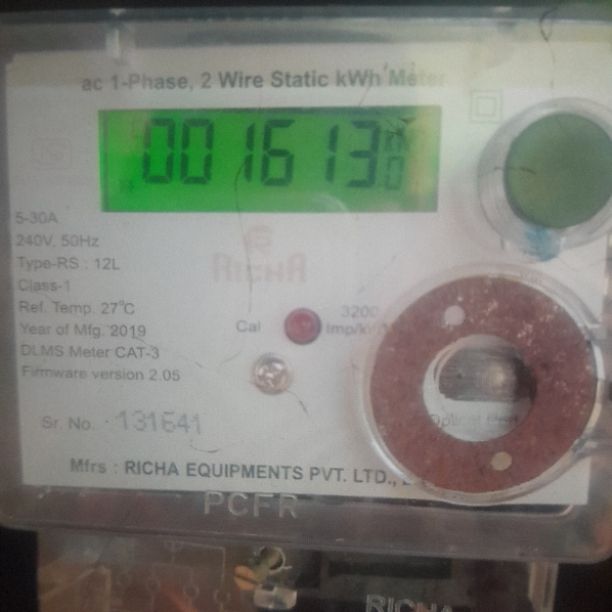 ac 1-Phase, 2 Wire Static kWh Meter
001613
5-30A
240V, 50Hz
Type-RS : 12L
Class-1
Ref. Temp. 27°C
Year of Mfg. 2019
DLMS Meter CAT-3
Firmware version 2.05
RICHA
Cal
3200
Imp/k
Sr. No. 131641
Mfrs : RICHA EQUIPMENTS PVT. LTD.,
PCFR
RICHA